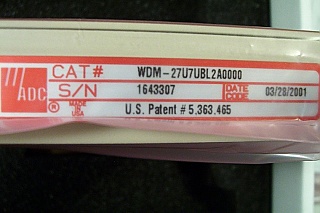 ADC
CAT# WDM-27U7UBL2A0000
S/N 1643307 DATE CODE 03/28/2001
® MADE IN USA U.S. Patent # 5,363,465